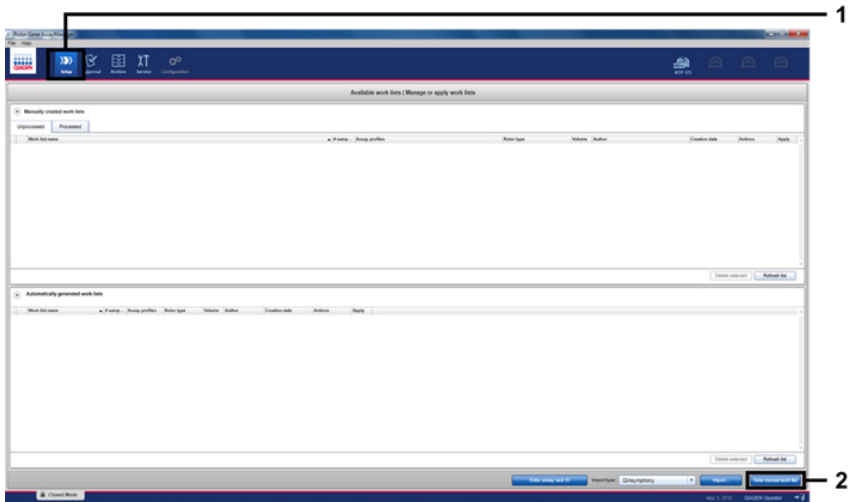 1
Rotor-Gene AssayManager
File Help
QIAGEN
Setup Approval Archive Service Configuration
Available work lists | Manage or apply work lists
Manually created work lists
Unprocessed Processed
Work list name # samp... Assay profiles Rotor type Volume Author Creation date Actions Apply
Delete selected Refresh list
Automatically generated work lists
Work list name # samp... Assay profiles Rotor type Volume Author Creation date Actions Apply
Delete selected Refresh list
Enter assay rack ID Import type: QIAsymphony Import... New manual work list
2
Closed Mode
QIAGEN Operator